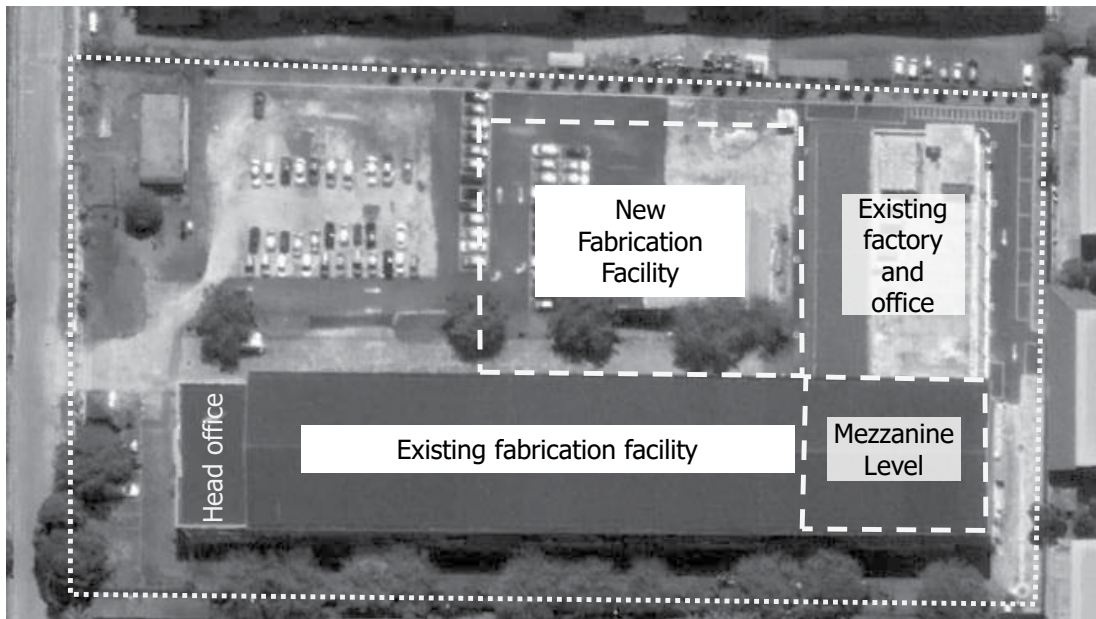 New
Fabrication
Facility
Existing
factory
and
office
Head office
Existing fabrication facility
Mezzanine
Level